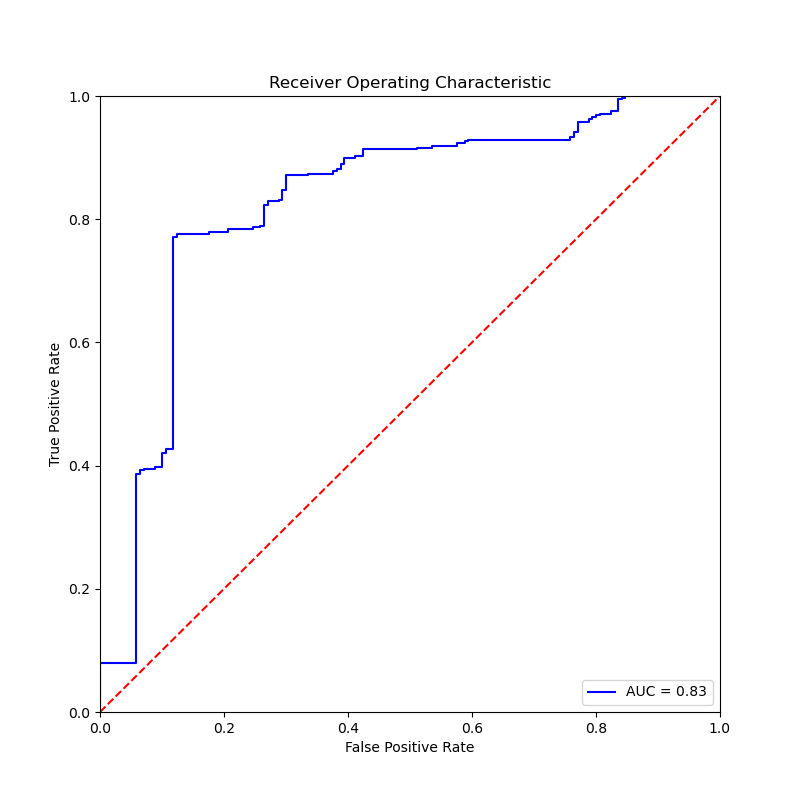 Receiver Operating Characteristic
1.0
0.8
0.6
0.4
0.2
0.0
True Positive Rate
AUC = 0.83
0.0 0.2 0.4 0.6 0.8 1.0
False Positive Rate